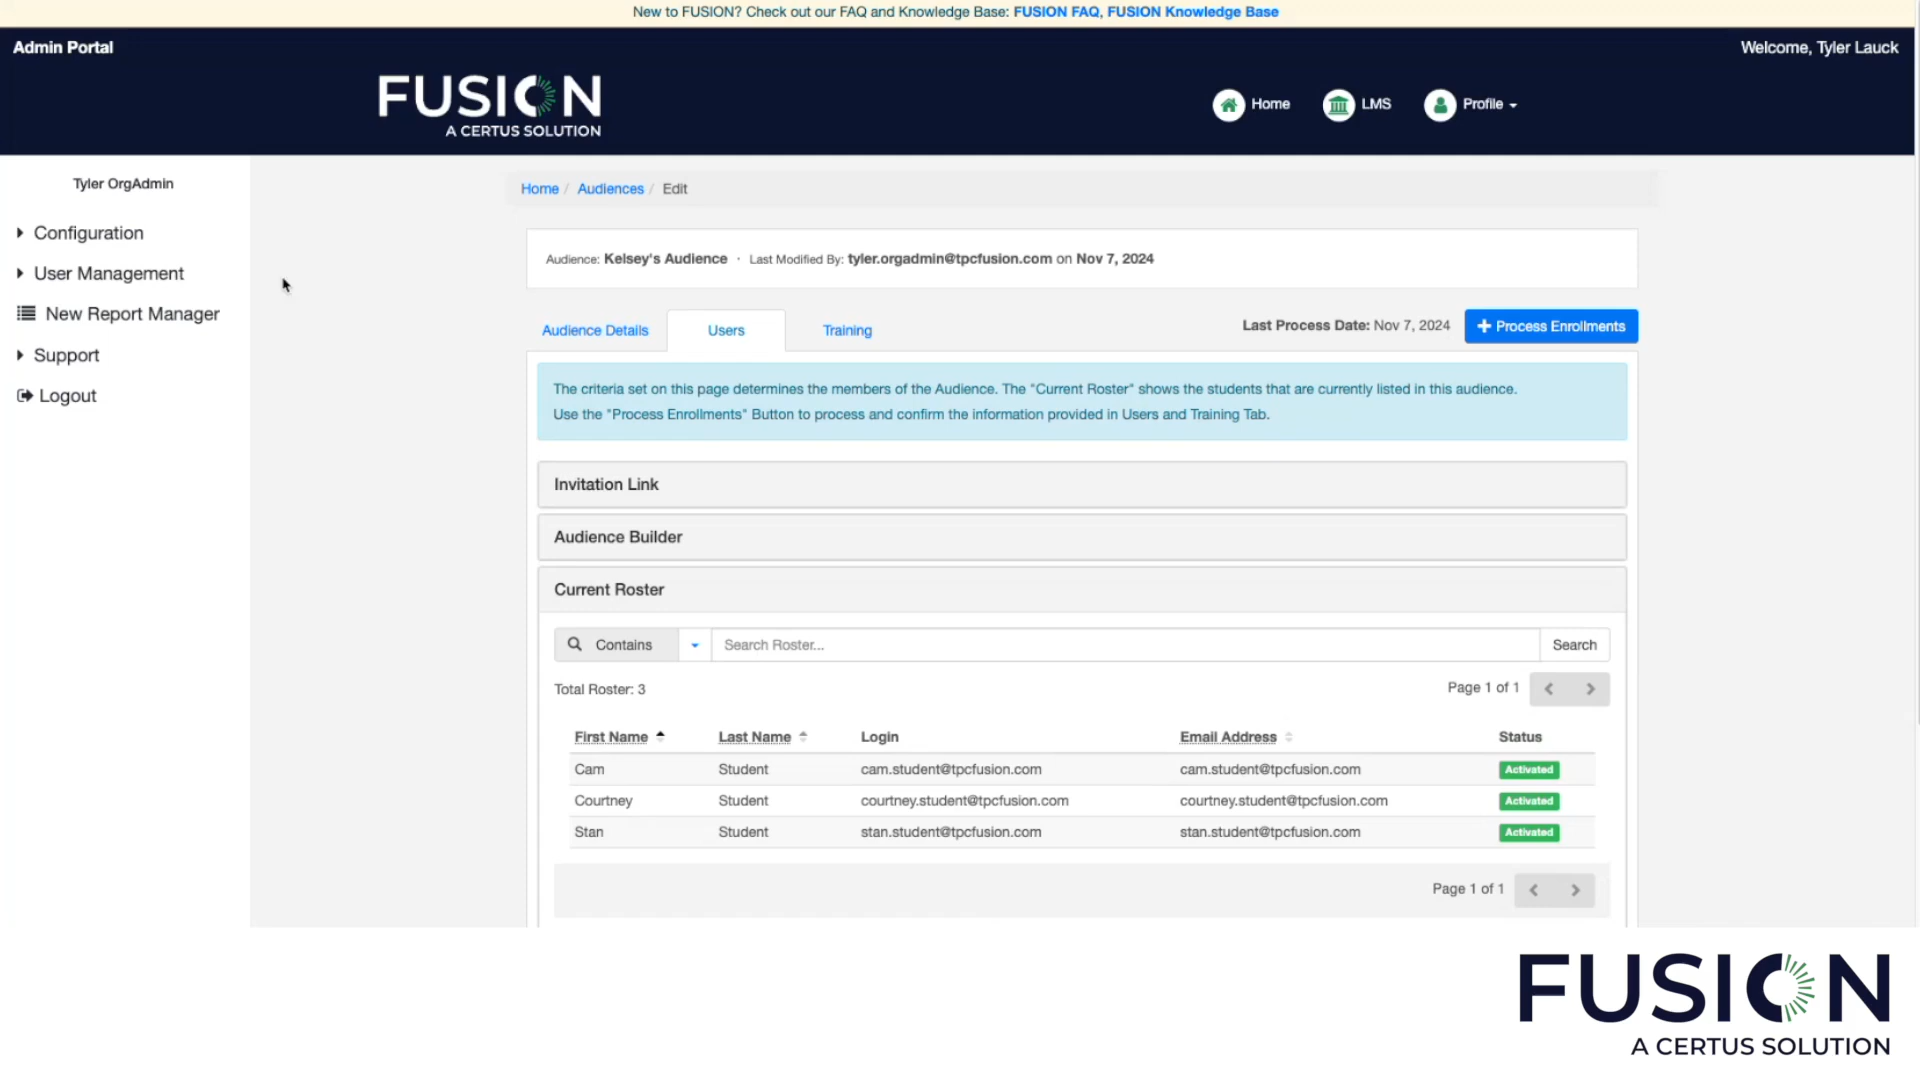 New to FUSION? Check out our FAQ and Knowledge Base: FUSION FAQ, FUSION Knowledge Base
Admin Portal
Welcome, Tyler Lauck
FUSION
A CERTUS SOLUTION
Home
LMS
Profile
Tyler OrgAdmin
Configuration
User Management
New Report Manager
Support
Logout
Home / Audiences / Edit
Audience: Kelsey's Audience · Last Modified By: tyler.orgadmin@tpcfusion.com on Nov 7, 2024
Audience Details
Users
Training
Last Process Date: Nov 7, 2024
Process Enrollments
The criteria set on this page determines the members of the Audience. The "Current Roster" shows the students that are currently listed in this audience.
Use the "Process Enrollments" Button to process and confirm the information provided in Users and Training Tab.
Invitation Link
Audience Builder
Current Roster
Contains
Search Roster...
Search
Total Roster: 3
Page 1 of 1
First Name Last Name Login Email Address Status
Cam Student cam.student@tpcfusion.com cam.student@tpcfusion.com Activated
Courtney Student courtney.student@tpcfusion.com courtney.student@tpcfusion.com Activated
Stan Student stan.student@tpcfusion.com stan.student@tpcfusion.com Activated
Page 1 of 1
FUSION
A CERTUS SOLUTION